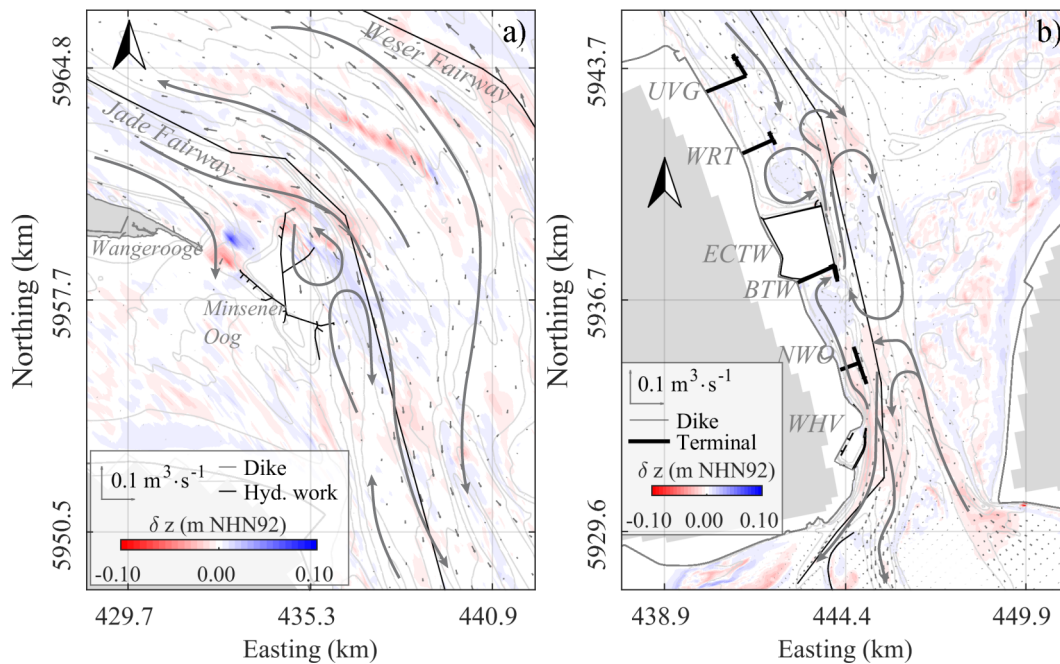 a)
Weser Fairway
Jade Fairway
Wangerooge
Minsener
Oog
0.1 m³·s⁻¹
Dike
Hyd. work
δ z (m NHN92)
-0.10 0.00 0.10
5964.8
5957.7
5950.5
Northing (km)
429.7 435.3 440.9
Easting (km)
b)
UVG
WRT
ECTW
BTW
NWO
WHV
0.1 m³·s⁻¹
Dike
Terminal
δ z (m NHN92)
-0.10 0.00 0.10
5943.7
5936.7
5929.6
Northing (km)
438.9 444.4 449.9
Easting (km)